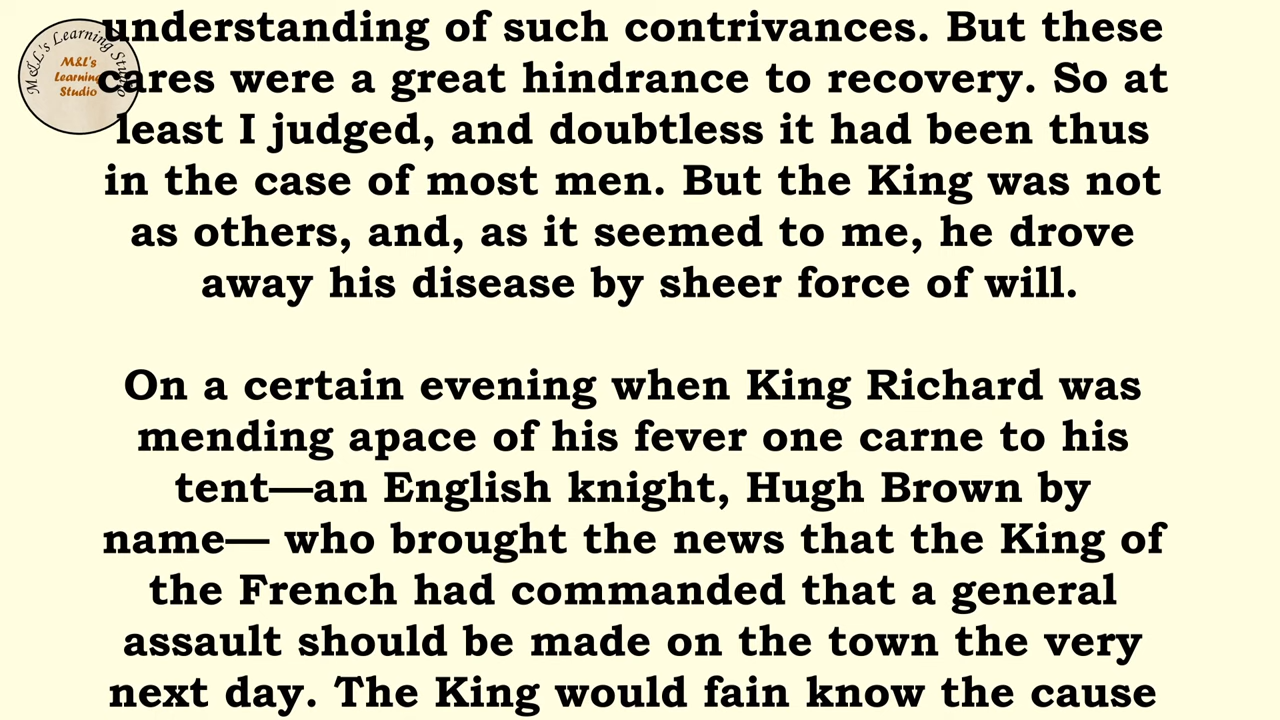 understanding of such contrivances. But these
cares were a great hindrance to recovery. So at
least I judged, and doubtless it had been thus
in the case of most men. But the King was not
as others, and, as it seemed to me, he drove
away his disease by sheer force of will.
On a certain evening when King Richard was
mending apace of his fever one carne to his
tent—an English knight, Hugh Brown by
name— who brought the news that the King of
the French had commanded that a general
assault should be made on the town the very
next day. The King would fain know the cause
M&L's Learning Studio
M&L's
Learning
Studio